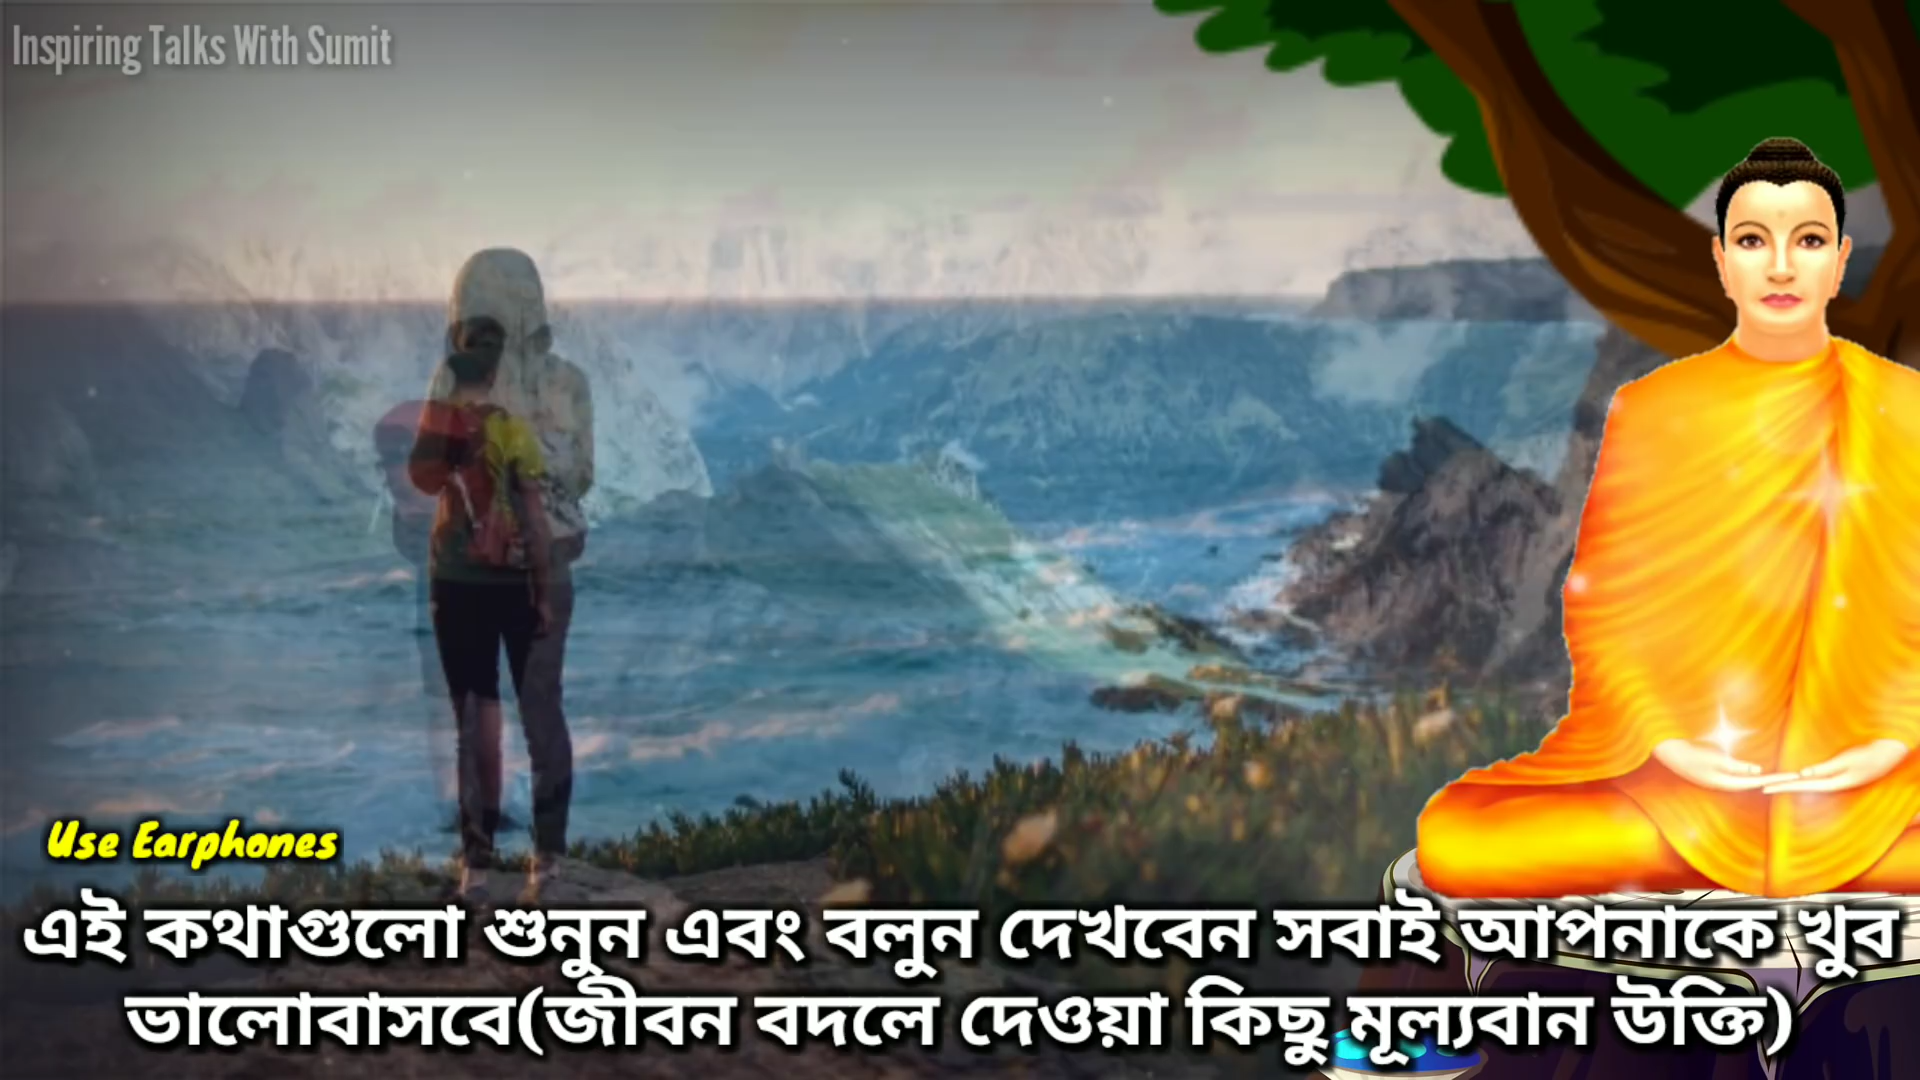 Inspiring Talks With Sumit
Use Earphones
এই কথাগুলো শুনুন এবং বলুন দেখবেন সবাই আপনাকে খুব
ভালোবাসবে(জীবন বদলে দেওয়া কিছু মূল্যবান উক্তি)